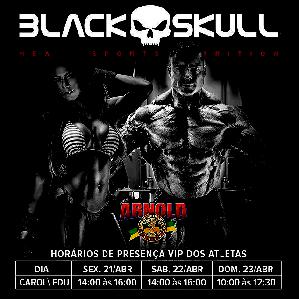 BLACK SKULL
ARNOLD
HORÁRIOS DE PRESENÇA VIP DOS ATLETAS
DIA SEX. 21/ABR SAB. 22/ABR DOM. 23/ABR
CAROL \ EDU 14:00 às 16:00 14:00 às 16:00 10:00 às 12:30